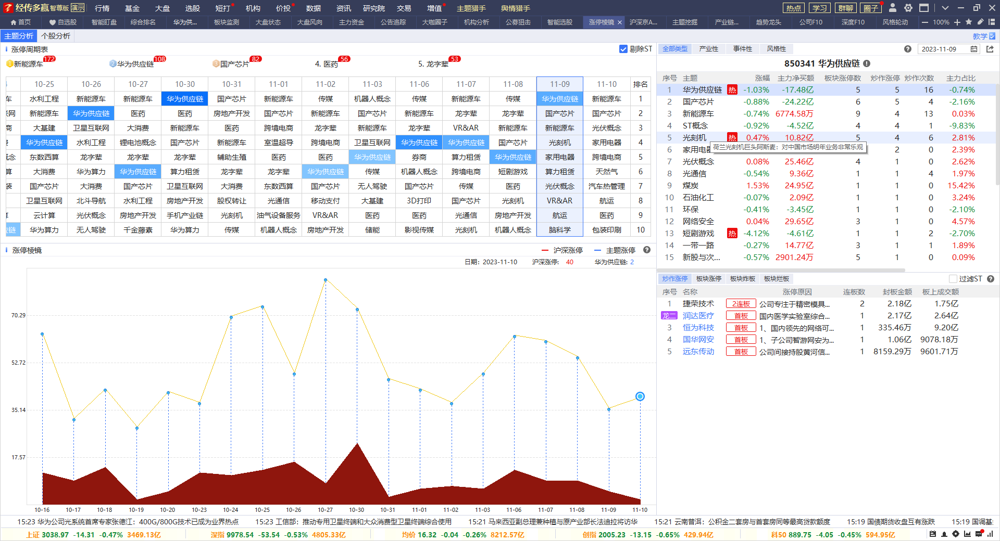 经传多赢 智尊版 演示 行情 基金 大盘 选股 短打 机构 价投 数据 资讯 研究院 交易 增值 主题猎手 舆情猎手 热点 学习 群聊 圈子
首页 自选股 智能盯盘 综合排名 华为供... 板块监测 大盘状态 大盘风向 主力资金 公告追踪 大咖圈子 机构分析 公募狙击 智能选股 涨停棱镜 × 沪深京A... 主题挖掘 产业链... 趋势龙头 公司F10 深度F10 风格轮动 100%
主题分析 个股分析 教学
涨停周期表 剔除ST
1 新能源车 172 2 华为供应链 108 3 国产芯片 82 4. 医药 56 5. 龙字辈 53
10-25 10-26 10-27 10-30 10-31 11-01 11-02 11-03 11-06 11-07 11-08 11-09 11-10 排名
车 水利工程 新能源车 新能源车 华为供应链 国产芯片 新能源车 传媒 机器人概念 传媒 新能源车 传媒 华为供应链 新能源车 1
网 新能源车 华为供应链 医药 医药 房地产开发 国产芯片 新能源车 国产芯片 新能源车 龙字辈 龙字辈 国产芯片 国产芯片 2
商 大基建 卫星互联网 大消费 新能源车 医药 跨境电商 龙字辈 新能源车 龙字辈 VR&AR 新能源车 新能源车 光伏概念 3
华为供应链 水利工程 锂电池概念 国产芯片 新能源车 室温超导 跨境电商 卫星互联网 华为供应链 华为供应链 国产芯片 光刻机 家用电器 4
念 东数西算 龙字辈 龙字辈 龙字辈 辅助生殖 医药 医药 华为供应链 券商 算力租赁 华为供应链 家用电器 跨境电商 5
算 大消费 华为算力 华为供应链 算力租赁 龙字辈 龙字辈 华为供应链 传媒 机器人概念 跨境电商 短剧游戏 算力租赁 天然气 6
装 国产芯片 大消费 国产芯片 卫星互联网 大消费 东数西算 国产芯片 无人驾驶 国产芯片 传媒 医药 光伏概念 汽车热管理 7
卫星互联网 北斗导航 水利工程 房地产开发 股权转让 光通信 移动支付 大基建 3D打印 国产芯片 光刻机 VR&AR 航运 8
云计算 光伏概念 房地产开发 手机产业链 光刻机 油气设备服务 VR&AR 医药 医药 光通信 房地产开发 航运 医药 9
链 华为算力 无人驾驶 千金藤素 华为算力 传媒 机器人概念 房地产开发 储能 影视传媒 光刻机 机器人概念 脑科学 包装印刷 10
涨停棱镜 沪深涨停 主题涨停
日期：2023-11-10 沪深涨停: 40 华为供应链: 2
70.29
52.72
35.14
17.57
10-16 10-17 10-18 10-19 10-20 10-23 10-24 10-25 10-26 10-27 10-30 10-31 11-01 11-02 11-03 11-06 11-07 11-08 11-09 11-10
全部类型 产业性 事件性 风格性 2023-11-09
850341 华为供应链
序号 主题 涨幅 主力净买额 板块涨停数 炒作涨停 炒作次数 主力占比
1 华为供应链 热 -1.03% -17.48亿 5 5 16 -0.74%
2 国产芯片 -0.88% -24.22亿 6 5 4 -2.16%
3 新能源车 -0.74% 6774.58万 9 4 13 0.03%
4 ST概念 -0.92% -4.52亿 4 4 1 -9.83%
5 光刻机 热 0.47% 10.82亿 5 4 6 2.81%
荷兰光刻机巨头阿斯麦：对中国市场明年业务非常乐观
6 家用电器 2 0 2.39%
7 光伏概念 0.08% 25.46亿 4 1 0 2.62%
8 光通信 -0.54% 9.36亿 1 1 4 1.97%
9 煤炭 1.53% 24.95亿 1 1 0 15.42%
10 石油化工 -0.07% 2.09亿 1 1 0 3.24%
11 环保 -0.41% -3.45亿 1 1 0 -2.10%
12 网络安全 0.04% 29.65亿 3 1 0 4.57%
13 短剧游戏 热 -4.12% -4.61亿 1 1 2 -2.70%
14 一带一路 -0.27% 14.77亿 3 1 1 1.89%
15 新股与次... -0.57% 2901.24万 5 1 0 0.09%
炒作涨停 板块涨停 板块炸板 板块烂板 过滤ST
序号 名称 涨停原因 连板数 封板金额 板上成交额
1 捷荣技术 2连板 公司专注于精密模具... 2 2.18亿 1.75亿
龙二 润达医疗 首板 国内医学实验室综合... 1 2.17亿 2.64亿
3 恒为科技 首板 1、国内领先的网络可... 1 335.46万 9.20亿
4 国华网安 首板 1、子公司智游网安为... 1 1.06亿 9078.18万
5 远东传动 首板 公司间接持股黄河信... 1 8159.29万 9601.71万
15:23 华为公司光系统首席专家张德江：400G/800G技术已成为业界热点 15:23 工信部：推动专用卫星终端和大众消费型卫星终端综合使用 15:21 马来西亚副总理兼种植与原产业部长法迪拉将访华 15:21 云南普洱：公积金二套房与首套房同等最高贷款额度 15:19 国债期货收盘互有涨跌 15:19 国调基
上证 3038.97 -14.31 -0.47% 3469.13亿 深指 9978.54 -53.54 -0.53% 4805.33亿 均价 16.32 -0.04 -0.26% 8212.57亿 创指 2005.23 -13.15 -0.65% 429.94亿 科50 889.75 -4.05 -0.45% 594.95亿